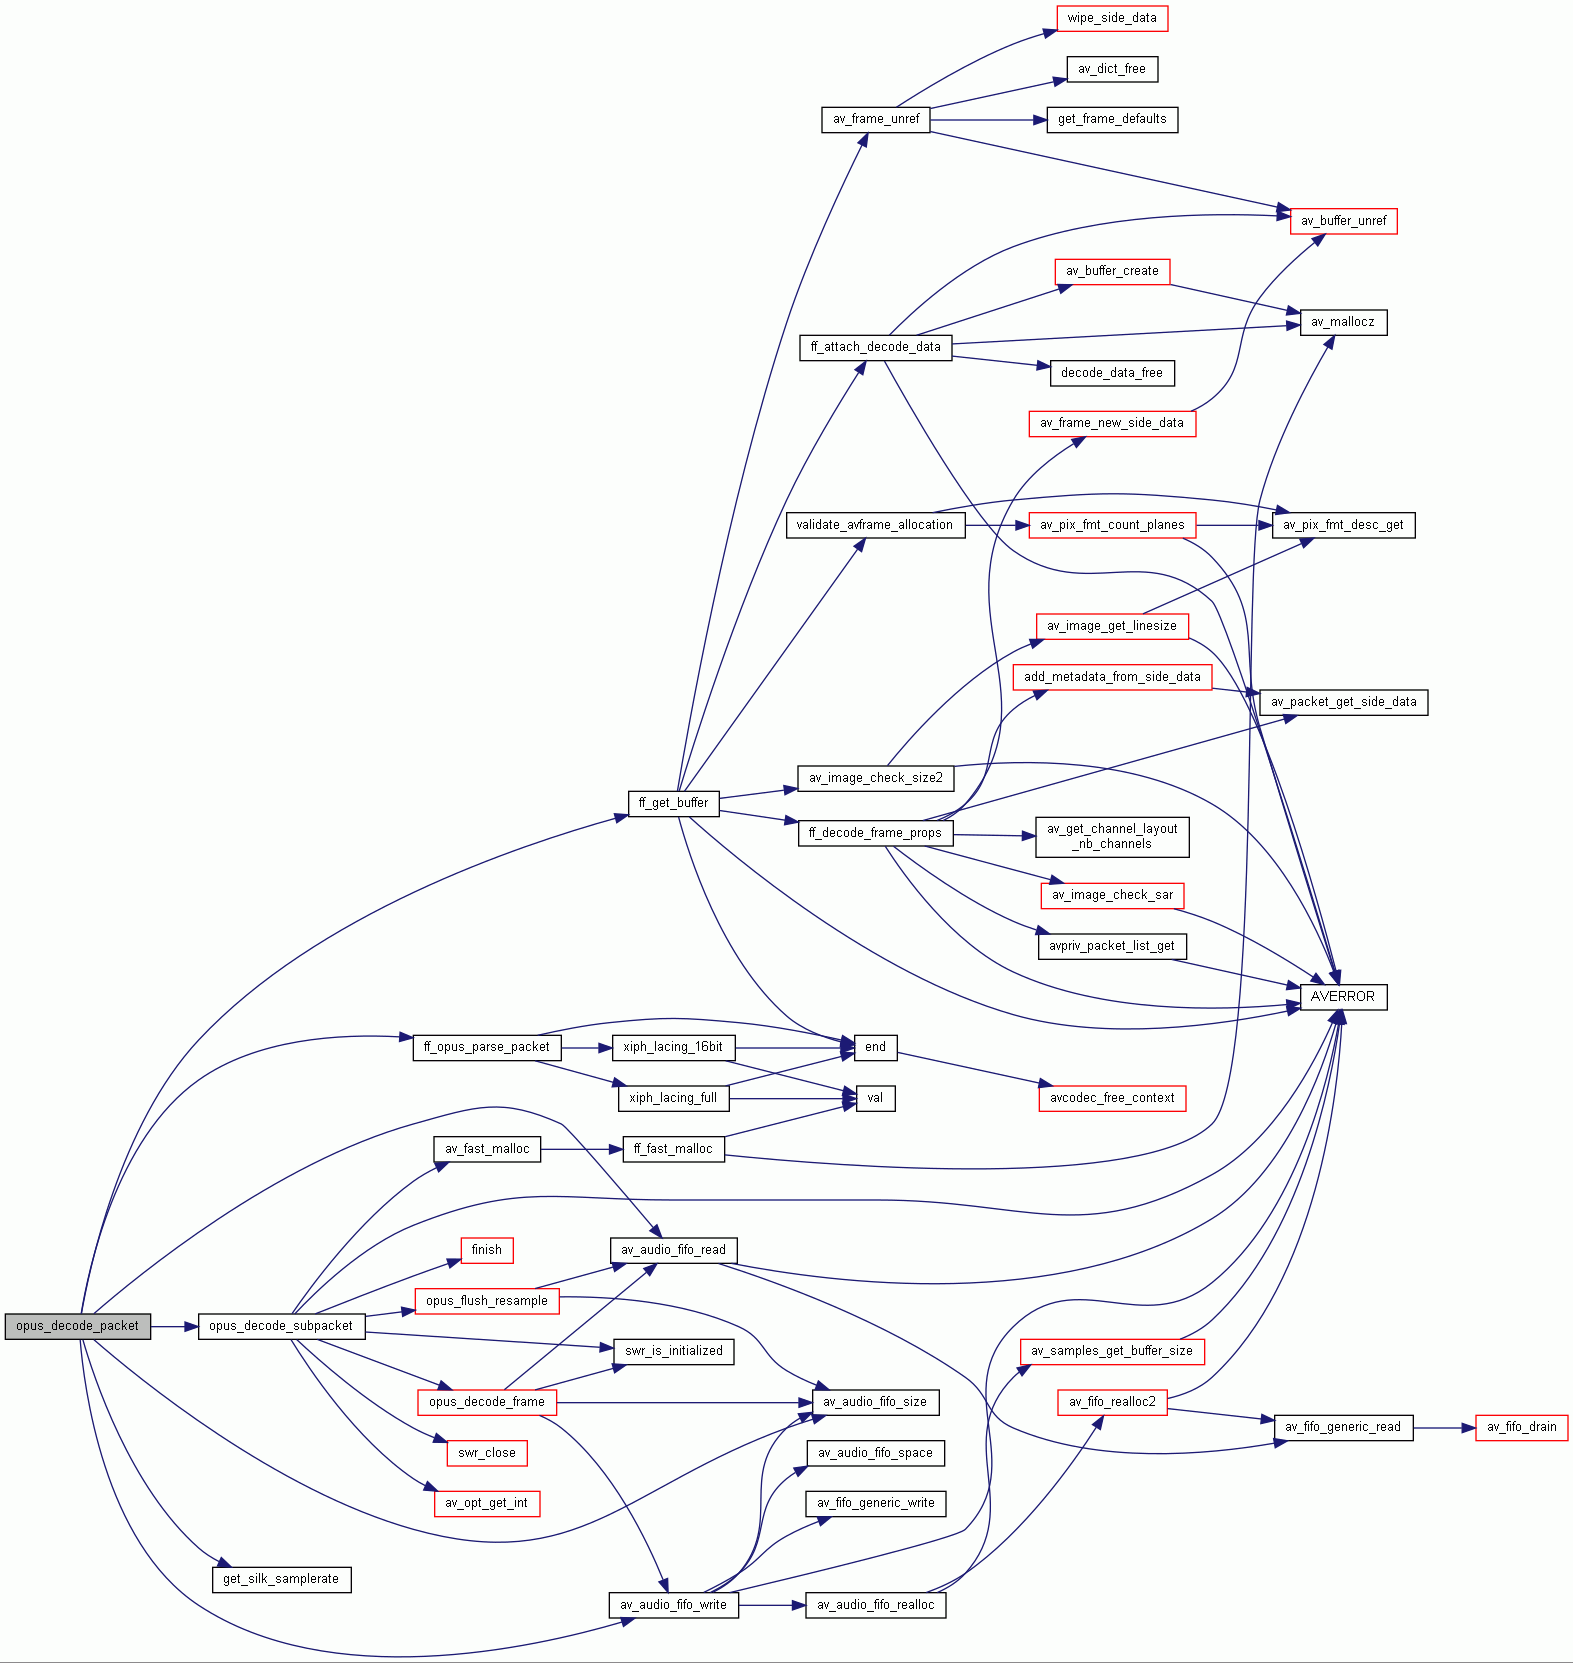 wipe_side_data
av_dict_free
av_frame_unref
get_frame_defaults
av_buffer_unref
av_buffer_create
av_mallocz
ff_attach_decode_data
decode_data_free
av_frame_new_side_data
validate_avframe_allocation
av_pix_fmt_count_planes
av_pix_fmt_desc_get
av_image_get_linesize
add_metadata_from_side_data
av_packet_get_side_data
av_image_check_size2
ff_get_buffer
ff_decode_frame_props
av_get_channel_layout
_nb_channels
av_image_check_sar
avpriv_packet_list_get
AVERROR
ff_opus_parse_packet
xiph_lacing_16bit
end
xiph_lacing_full
val
avcodec_free_context
av_fast_malloc
ff_fast_malloc
finish
av_audio_fifo_read
opus_flush_resample
opus_decode_packet
opus_decode_subpacket
swr_is_initialized
av_samples_get_buffer_size
opus_decode_frame
av_audio_fifo_size
av_fifo_realloc2
av_fifo_generic_read
av_fifo_drain
swr_close
av_audio_fifo_space
av_opt_get_int
av_fifo_generic_write
get_silk_samplerate
av_audio_fifo_write
av_audio_fifo_realloc